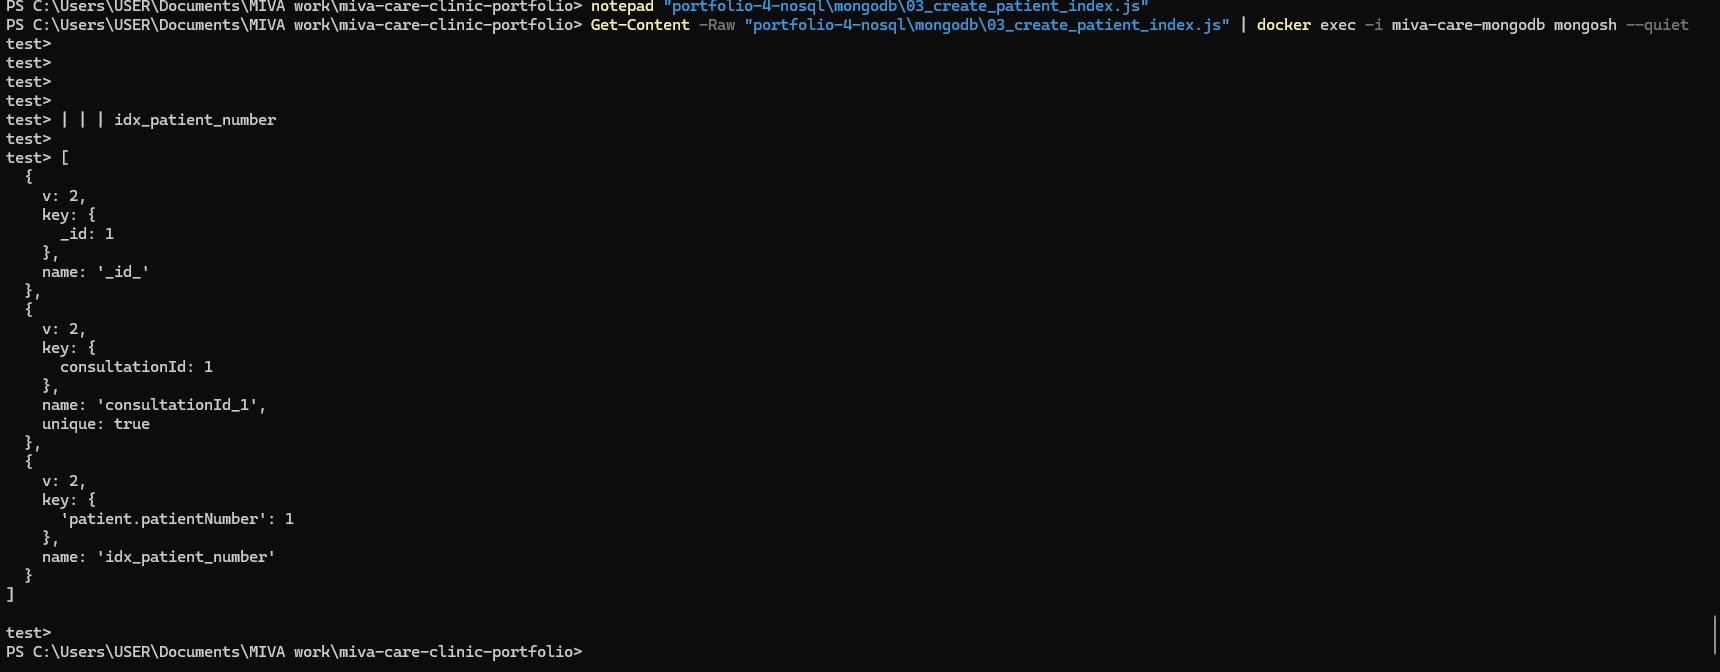 PS C:\Users\USER\Documents\MIVA work\miva-care-clinic-portfolio> notepad "portfolio-4-nosql\mongodb\03_create_patient_index.js"
PS C:\Users\USER\Documents\MIVA work\miva-care-clinic-portfolio> Get-Content -Raw "portfolio-4-nosql\mongodb\03_create_patient_index.js" | docker exec -i miva-care-mongodb mongosh --quiet
test>
test>
test>
test>
test> | | | idx_patient_number
test>
test> [
  {
    v: 2,
    key: {
      _id: 1
    },
    name: '_id_'
  },
  {
    v: 2,
    key: {
      consultationId: 1
    },
    name: 'consultationId_1',
    unique: true
  },
  {
    v: 2,
    key: {
      'patient.patientNumber': 1
    },
    name: 'idx_patient_number'
  }
]
test>
PS C:\Users\USER\Documents\MIVA work\miva-care-clinic-portfolio>